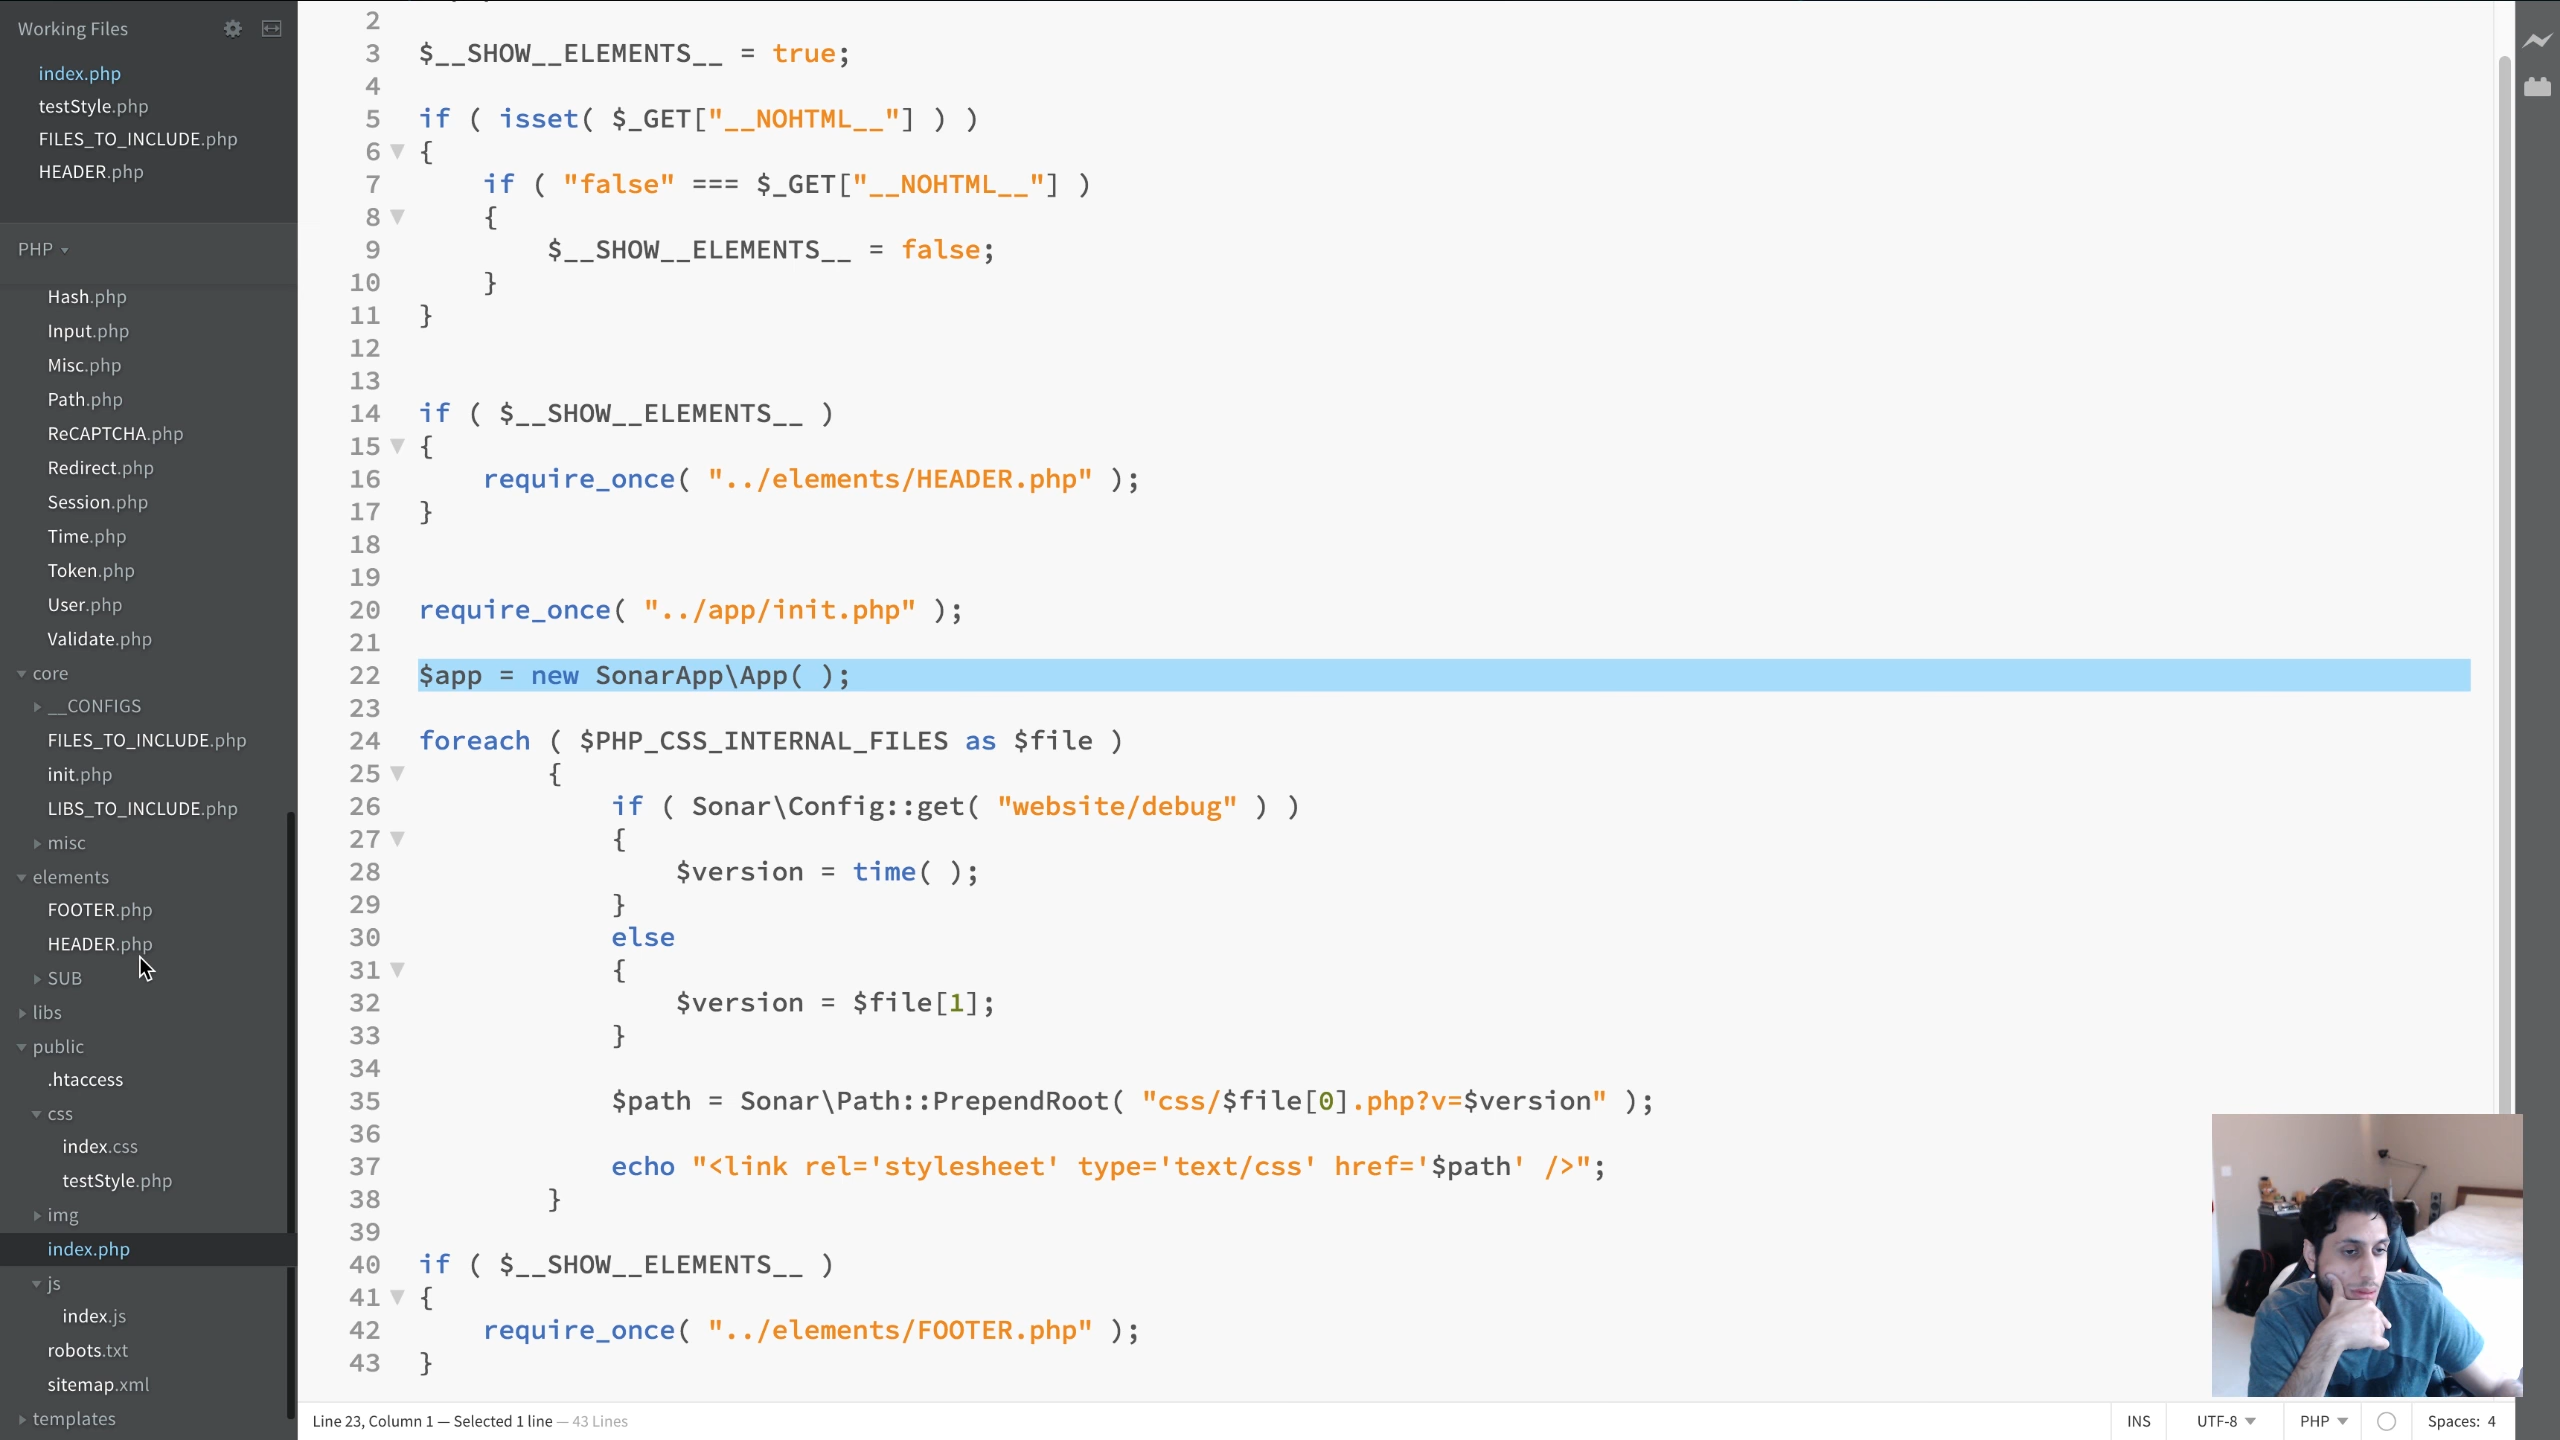 Working Files
index.php
testStyle.php
FILES_TO_INCLUDE.php
HEADER.php
PHP
Hash.php
Input.php
Misc.php
Path.php
ReCAPTCHA.php
Redirect.php
Session.php
Time.php
Token.php
User.php
Validate.php
core
__CONFIGS
FILES_TO_INCLUDE.php
init.php
LIBS_TO_INCLUDE.php
misc
elements
FOOTER.php
HEADER.php
SUB
libs
public
.htaccess
css
index.css
testStyle.php
img
index.php
js
index.js
robots.txt
sitemap.xml
templates
2
3 $__SHOW__ELEMENTS__ = true;
4
5 if ( isset( $_GET["__NOHTML__"] ) )
6 {
7     if ( "false" === $_GET["__NOHTML__"] )
8     {
9         $__SHOW__ELEMENTS__ = false;
10     }
11 }
12
13
14 if ( $__SHOW__ELEMENTS__ )
15 {
16     require_once( "../elements/HEADER.php" );
17 }
18
19
20 require_once( "../app/init.php" );
21
22 $app = new SonarApp\App( );
23
24 foreach ( $PHP_CSS_INTERNAL_FILES as $file )
25         {
26             if ( Sonar\Config::get( "website/debug" ) )
27             {
28                 $version = time( );
29             }
30             else
31             {
32                 $version = $file[1];
33             }
34
35             $path = Sonar\Path::PrependRoot( "css/$file[0].php?v=$version" );
36
37             echo "<link rel='stylesheet' type='text/css' href='$path' />";
38         }
39
40 if ( $__SHOW__ELEMENTS__ )
41 {
42     require_once( "../elements/FOOTER.php" );
43 }
Line 23, Column 1 — Selected 1 line — 43 Lines
INS UTF-8 PHP Spaces: 4